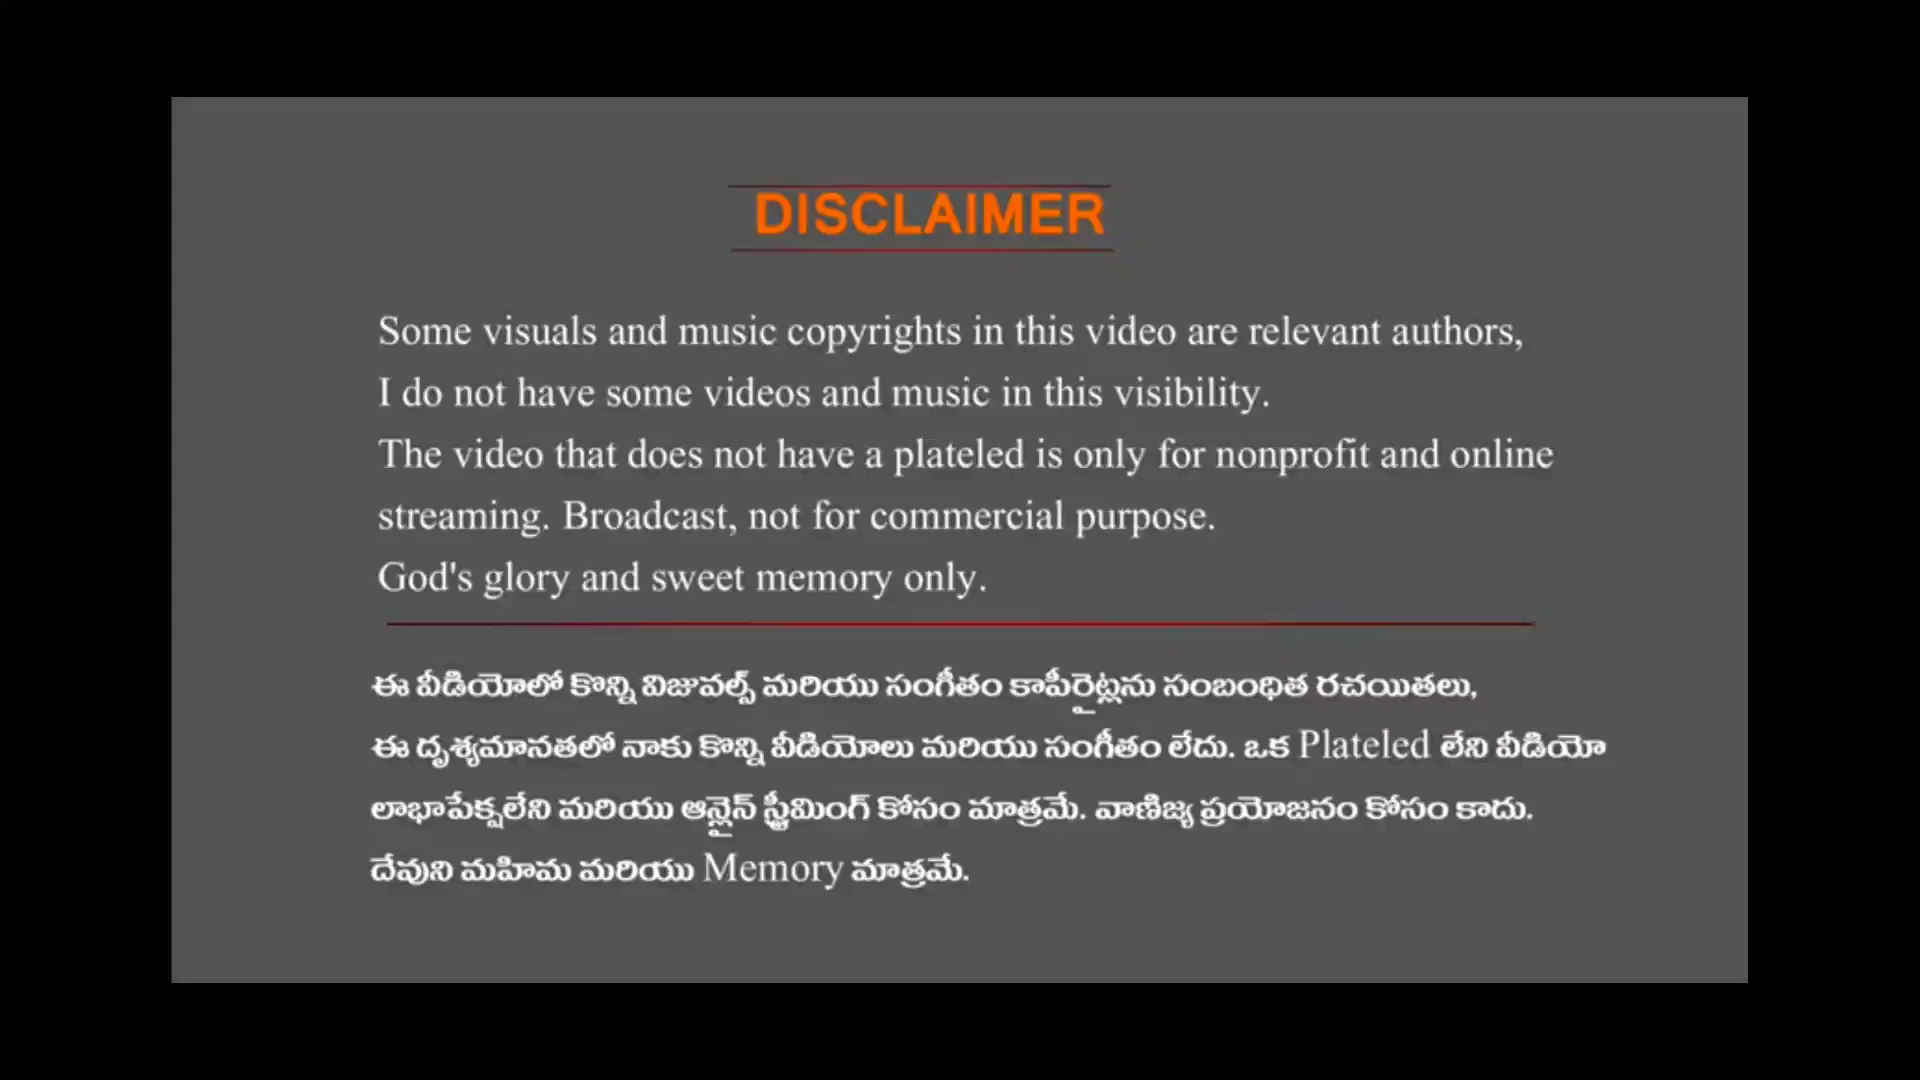 DISCLAIMER
Some visuals and music copyrights in this video are relevant authors,
I do not have some videos and music in this visibility.
The video that does not have a plateled is only for nonprofit and online
streaming. Broadcast, not for commercial purpose.
God's glory and sweet memory only.
ఈ వీడియోలో కొన్ని విజువల్స్ మరియు సంగీతం కాపీరైట్లను సంబంధిత రచయితలు,
ఈ దృశ్యమానతలో నాకు కొన్ని వీడియోలు మరియు సంగీతం లేదు. ఒక Plateled లేని వీడియో
లాభాపేక్షలేని మరియు ఆన్లైన్ స్ట్రీమింగ్ కోసం మాత్రమే. వాణిజ్య ప్రయోజనం కోసం కాదు.
దేవుని మహిమ మరియు Memory మాత్రమే.